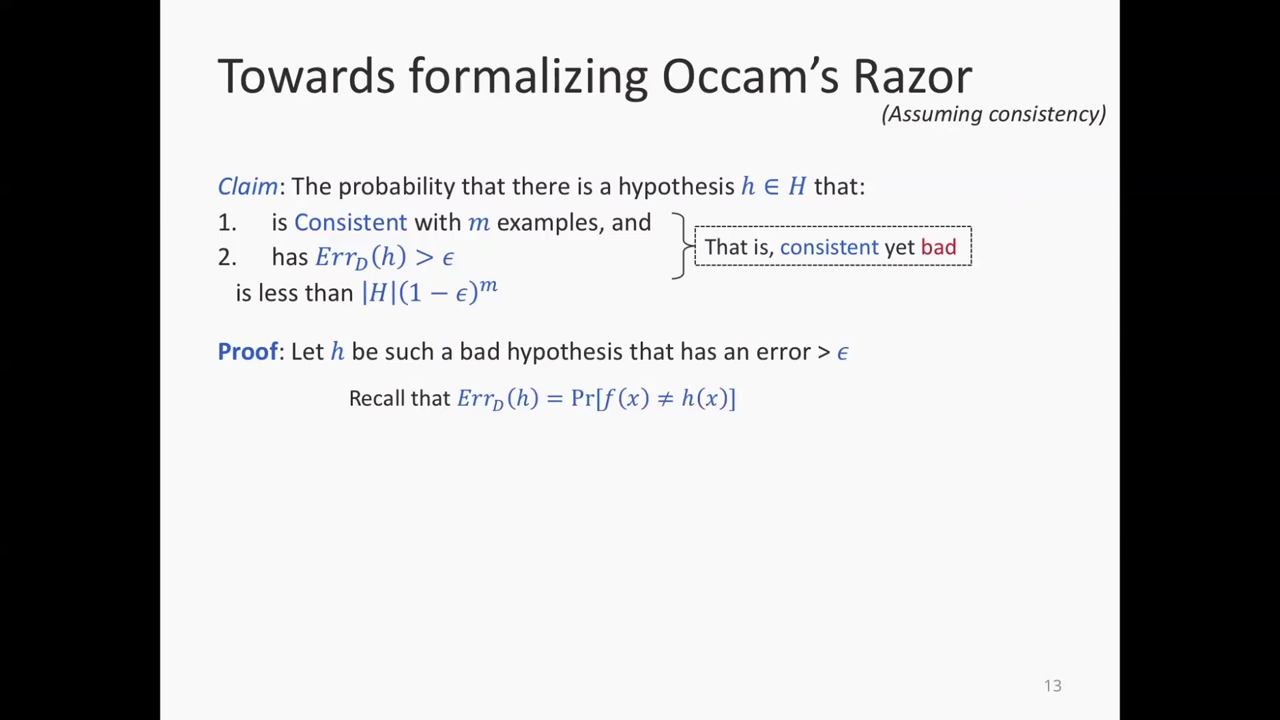 Towards formalizing Occam's Razor
(Assuming consistency)
Claim: The probability that there is a hypothesis h ∈ H that:
1. is Consistent with m examples, and
2. has Err_D(h) > ϵ
That is, consistent yet bad
is less than |H|(1 − ϵ)^m
Proof: Let h be such a bad hypothesis that has an error > ϵ
Recall that Err_D(h) = Pr[f(x) ≠ h(x)]
13